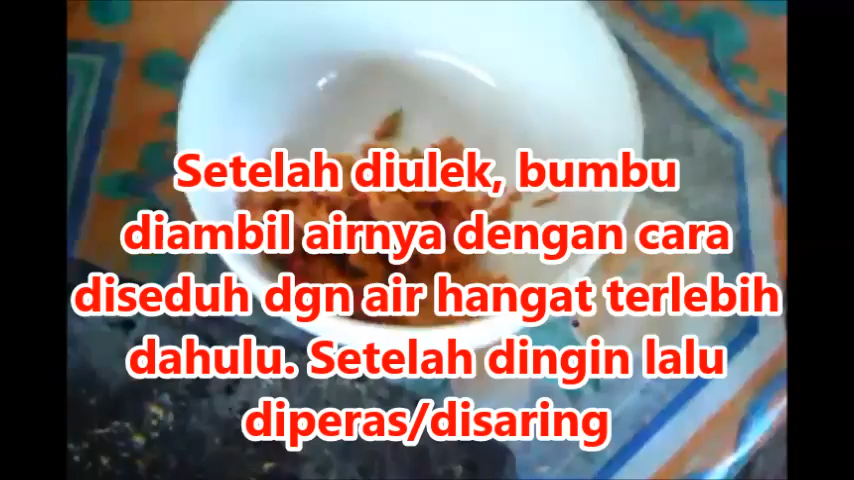 Setelah diulek, bumbu
diambil airnya dengan cara
diseduh dgn air hangat terlebih
dahulu. Setelah dingin lalu
diperas/disaring